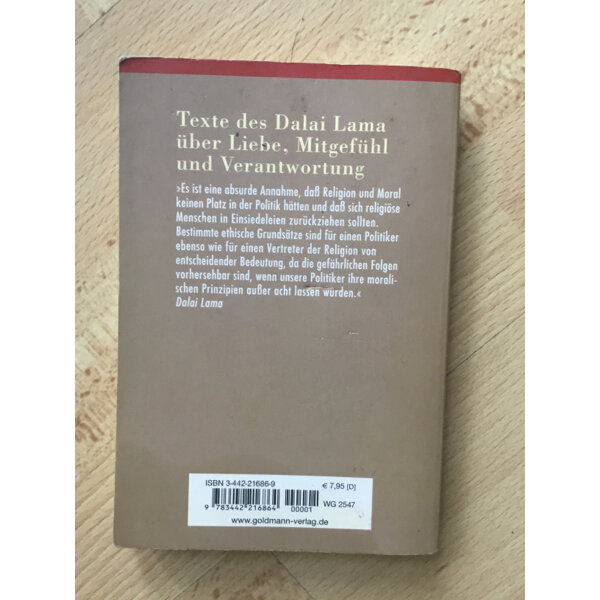 Texte des Dalai Lama
über Liebe, Mitgefühl
und Verantwortung
›Es ist eine absurde Annahme, daß Religion und Moral
keinen Platz in der Politik hätten und daß sich religiöse
Menschen in Einsiedeleien zurückziehen sollten.
Bestimmte ethische Grundsätze sind für einen Politiker
ebenso wie für einen Vertreter der Religion von
entscheidender Bedeutung, da die gefährlichen Folgen
vorhersehbar sind, wenn unsere Politiker ihre morali-
schen Prinzipien außer acht lassen würden.‹
Dalai Lama
ISBN 3-442-21686-9
€ 7,95 [D]
9 783442 216864
00001
WG 2547
www.goldmann-verlag.de